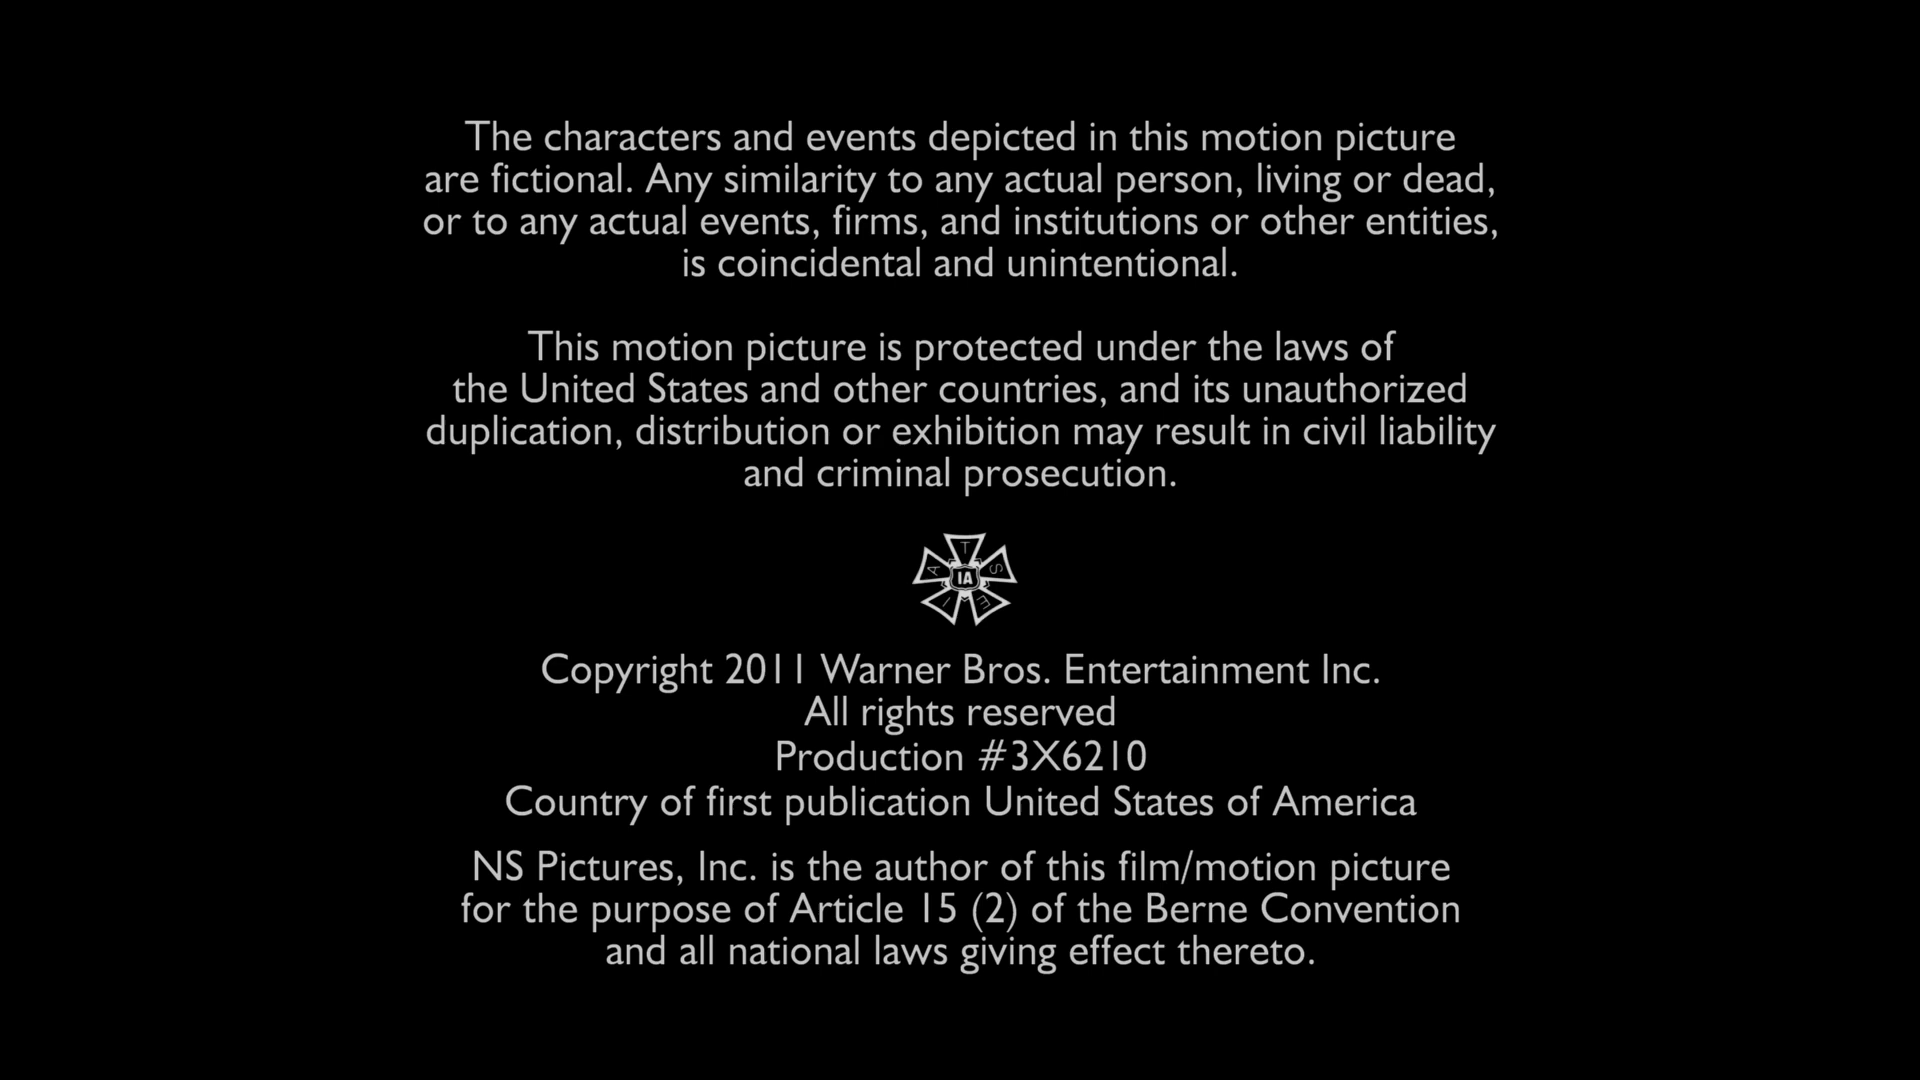 The characters and events depicted in this motion picture
are fictional. Any similarity to any actual person, living or dead,
or to any actual events, firms, and institutions or other entities,
is coincidental and unintentional.
This motion picture is protected under the laws of
the United States and other countries, and its unauthorized
duplication, distribution or exhibition may result in civil liability
and criminal prosecution.
I A T S E
IA
Copyright 2011 Warner Bros. Entertainment Inc.
All rights reserved
Production #3X6210
Country of first publication United States of America
NS Pictures, Inc. is the author of this film/motion picture
for the purpose of Article 15 (2) of the Berne Convention
and all national laws giving effect thereto.